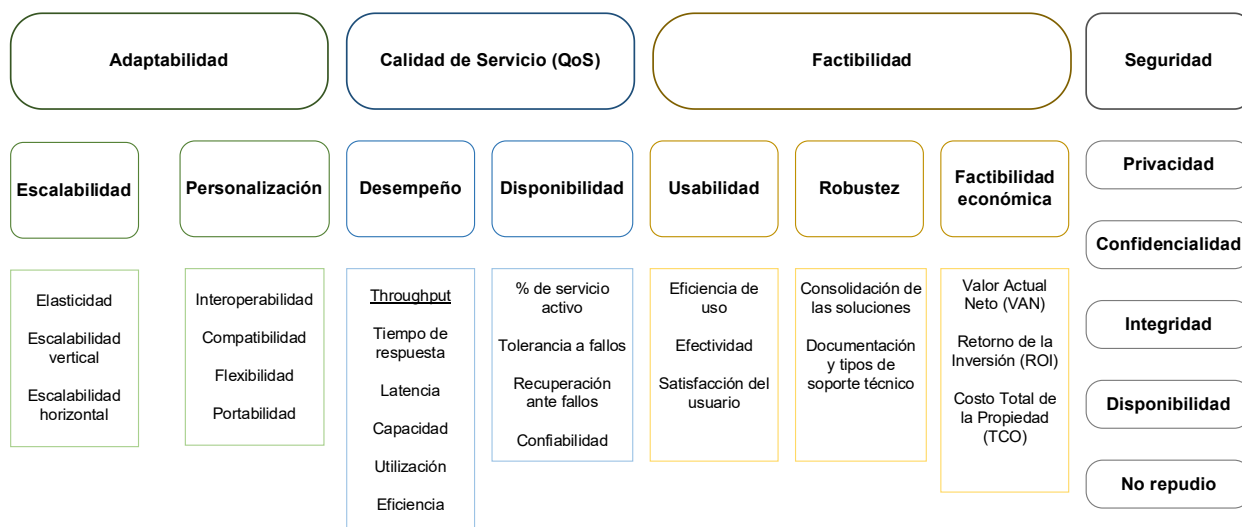 Adaptabilidad
Calidad de Servicio (QoS)
Factibilidad
Seguridad
Escalabilidad
Personalización
Desempeño
Disponibilidad
Usabilidad
Robustez
Factibilidad
económica
Elasticidad
Escalabilidad
vertical
Escalabilidad
horizontal
Interoperabilidad
Compatibilidad
Flexibilidad
Portabilidad
Throughput
Tiempo de
respuesta
Latencia
Capacidad
Utilización
Eficiencia
% de servicio
activo
Tolerancia a fallos
Recuperación
ante fallos
Confiabilidad
Eficiencia de
uso
Efectividad
Satisfacción del
usuario
Consolidación de
las soluciones
Documentación
y tipos de
soporte técnico
Valor Actual
Neto (VAN)
Retorno de la
Inversión (ROI)
Costo Total de
la Propiedad
(TCO)
Privacidad
Confidencialidad
Integridad
Disponibilidad
No repudio